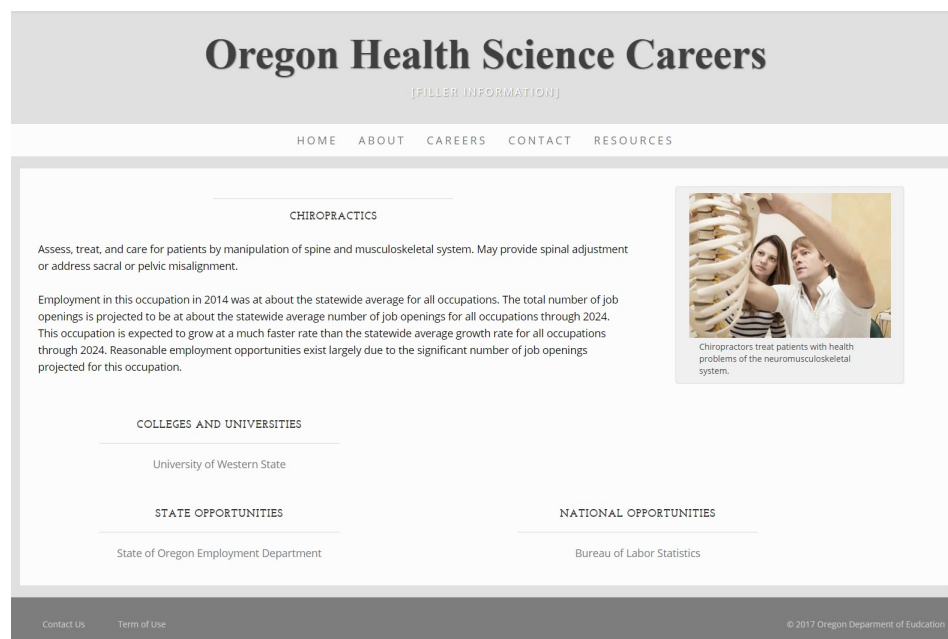 Oregon Health Science Careers
[FILLER INFORMATION]
HOME ABOUT CAREERS CONTACT RESOURCES
CHIROPRACTICS
Assess, treat, and care for patients by manipulation of spine and musculoskeletal system. May provide spinal adjustment
or address sacral or pelvic misalignment.
Employment in this occupation in 2014 was at about the statewide average for all occupations. The total number of job
openings is projected to be at about the statewide average number of job openings for all occupations through 2024.
This occupation is expected to grow at a much faster rate than the statewide average growth rate for all occupations
through 2024. Reasonable employment opportunities exist largely due to the significant number of job openings
projected for this occupation.
Chiropractors treat patients with health
problems of the neuromusculoskeletal
system.
COLLEGES AND UNIVERSITIES
University of Western State
STATE OPPORTUNITIES
State of Oregon Employment Department
NATIONAL OPPORTUNITIES
Bureau of Labor Statistics
Contact Us Term of Use
© 2017 Oregon Deparment of Eudcation